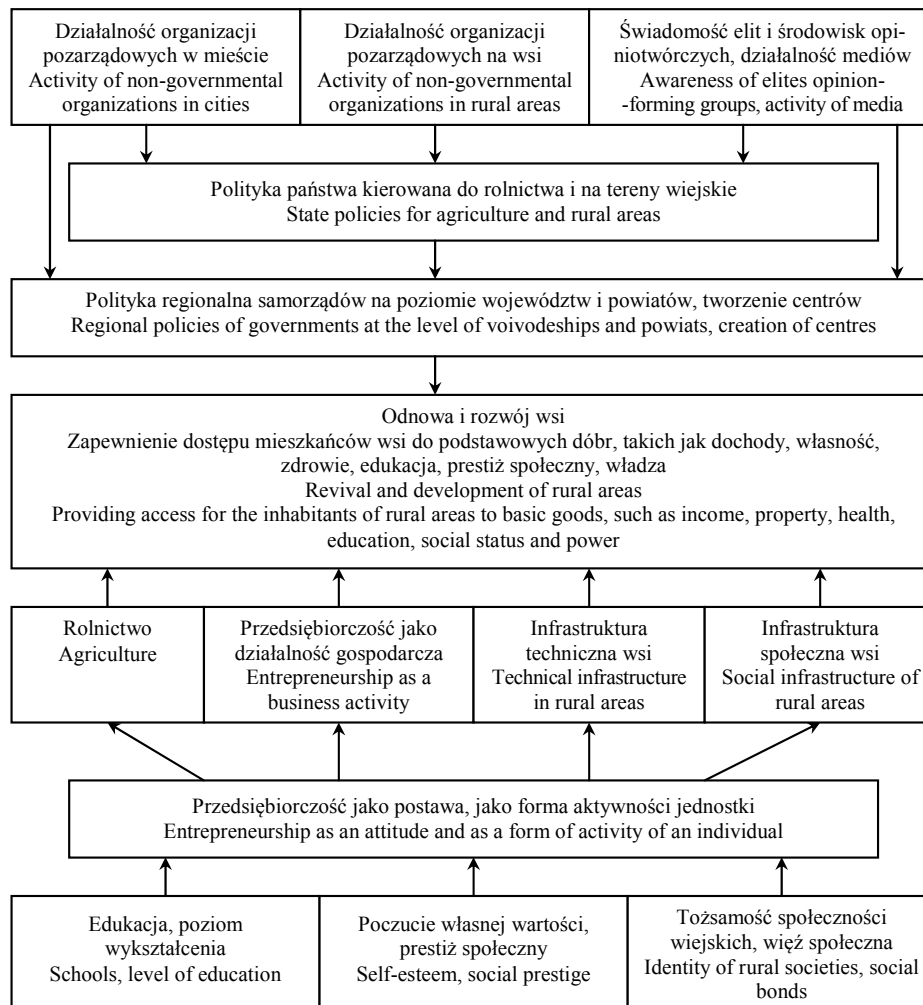 Działalność organizacji
pozarządowych w mieście
Activity of non-governmental
organizations in cities
Działalność organizacji
pozarządowych na wsi
Activity of non-governmental
organizations in rural areas
Świadomość elit i środowisk opi-
niotwórczych, działalność mediów
Awareness of elites opinion-
-forming groups, activity of media
Polityka państwa kierowana do rolnictwa i na tereny wiejskie
State policies for agriculture and rural areas
Polityka regionalna samorządów na poziomie województw i powiatów, tworzenie centrów
Regional policies of governments at the level of voivodeships and powiats, creation of centres
Odnowa i rozwój wsi
Zapewnienie dostępu mieszkańców wsi do podstawowych dóbr, takich jak dochody, własność,
zdrowie, edukacja, prestiż społeczny, władza
Revival and development of rural areas
Providing access for the inhabitants of rural areas to basic goods, such as income, property, health,
education, social status and power
Rolnictwo
Agriculture
Przedsiębiorczość jako
działalność gospodarcza
Entrepreneurship as a
business activity
Infrastruktura
techniczna wsi
Technical infrastructure
in rural areas
Infrastruktura
społeczna wsi
Social infrastructure of
rural areas
Przedsiębiorczość jako postawa, jako forma aktywności jednostki
Entrepreneurship as an attitude and as a form of activity of an individual
Edukacja, poziom
wykształcenia
Schools, level of education
Poczucie własnej wartości,
prestiż społeczny
Self-esteem, social prestige
Tożsamość społeczności
wiejskich, więź społeczna
Identity of rural societies, social
bonds